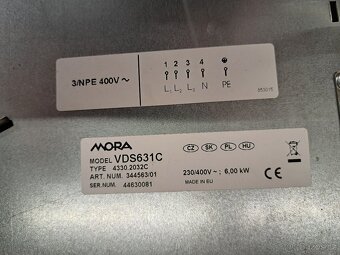 3/NPE 400V ~
1 2 3 4
L₁ L₂ L₃ N PE
MORA
MODEL VDS631C
TYPE 4330.2032C
ART. NUM. 344563/01
SER.NUM. 44630081
CZ SK PL HU
230/400V ~ ; 6,00 kW
MADE IN EU
CE